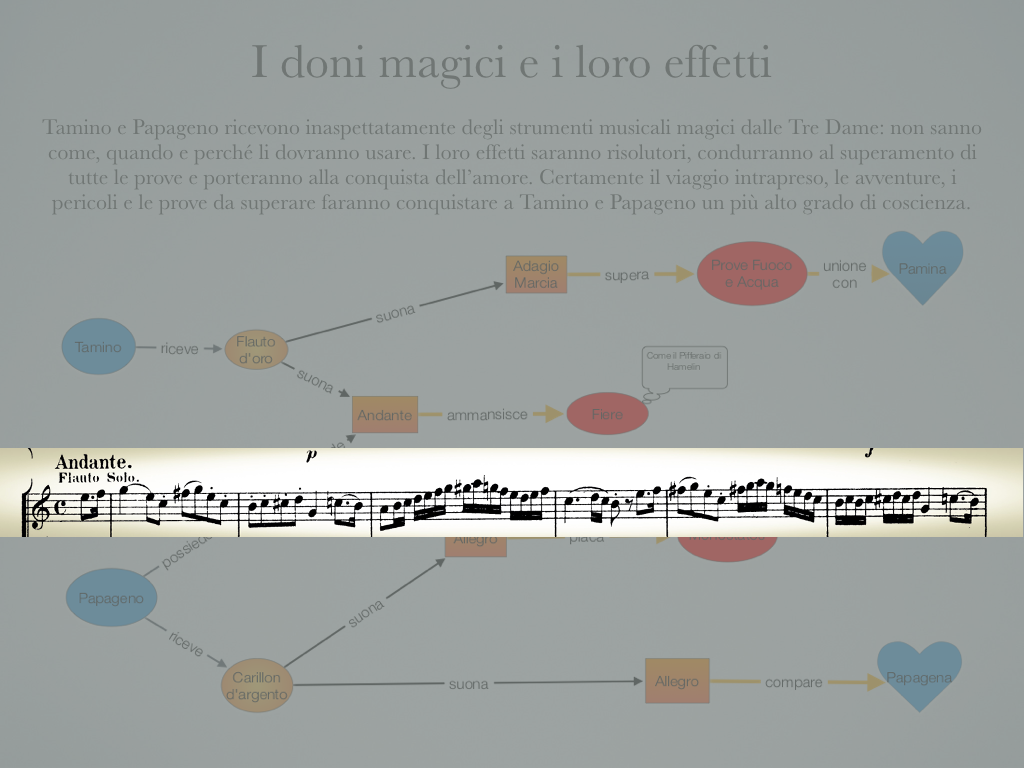 I doni magici e i loro effetti
Tamino e Papageno ricevono inaspettatamente degli strumenti musicali magici dalle Tre Dame: non sanno
come, quando e perché li dovranno usare. I loro effetti saranno risolutori, condurranno al superamento di
tutte le prove e porteranno alla conquista dell’amore. Certamente il viaggio intrapreso, le avventure, i
pericoli e le prove da superare faranno conquistare a Tamino e Papageno un più alto grado di coscienza.
Adagio
Marcia
supera
Prove Fuoco
e Acqua
unione
con
Pamina
suona
Tamino
riceve
Flauto
d'oro
Come il Pifferaio di
Hamelin
suona
Andante
ammansisce
Fiere
Andante.
Flauto Solo.
p
f
possiede
Allegro
placa
Papageno
suona
riceve
Carillon
d'argento
suona
Allegro
compare
Papagena